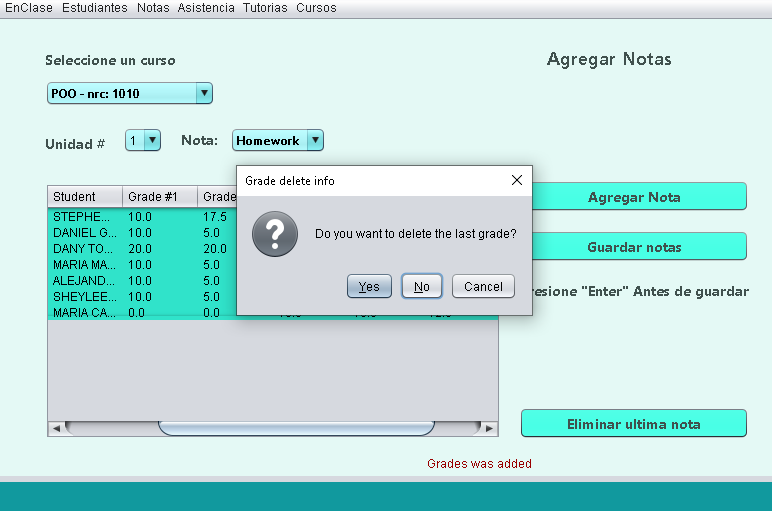 EnClase Estudiantes Notas Asistencia Tutorias Cursos
Seleccione un curso
Agregar Notas
POO - nrc: 1010
Unidad # 1 Nota: Homework
Grade delete info
Do you want to delete the last grade?
Yes No Cancel
Student Grade #1 Grade
STEPHE... 10.0 17.5
DANIEL G... 10.0 5.0
DANY TO... 20.0 20.0
MARIA MA... 10.0 5.0
ALEJAND... 10.0 5.0
SHEYLEE... 10.0 5.0
MARIA CA... 0.0 0.0
Agregar Nota
Guardar notas
resione "Enter" Antes de guardar
Eliminar ultima nota
Grades was added